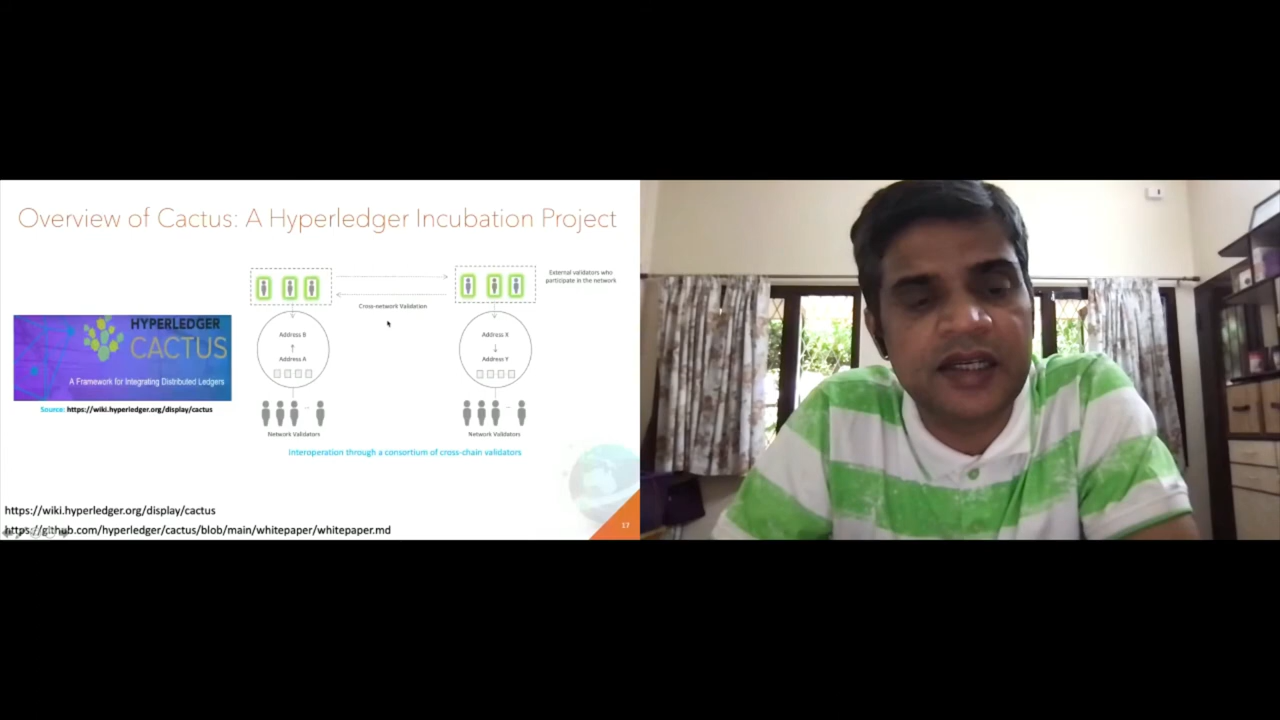 Overview of Cactus: A Hyperledger Incubation Project
External validators who
participate in the network
Cross-network Validation
HYPERLEDGER
CACTUS
A Framework for Integrating Distributed Ledgers
Source: https://wiki.hyperledger.org/display/cactus
Address B
Address A
Network Validators
Address X
Address Y
Network Validators
Interoperation through a consortium of cross-chain validators
https://wiki.hyperledger.org/display/cactus
https://github.com/hyperledger/cactus/blob/main/whitepaper/whitepaper.md
17